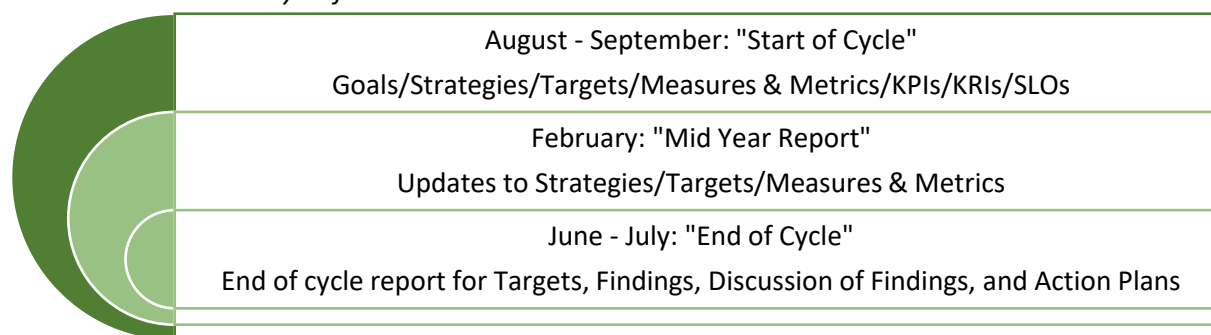 August - September: "Start of Cycle"
Goals/Strategies/Targets/Measures & Metrics/KPIs/KRIs/SLOs
February: "Mid Year Report"
Updates to Strategies/Targets/Measures & Metrics
June - July: "End of Cycle"
End of cycle report for Targets, Findings, Discussion of Findings, and Action Plans